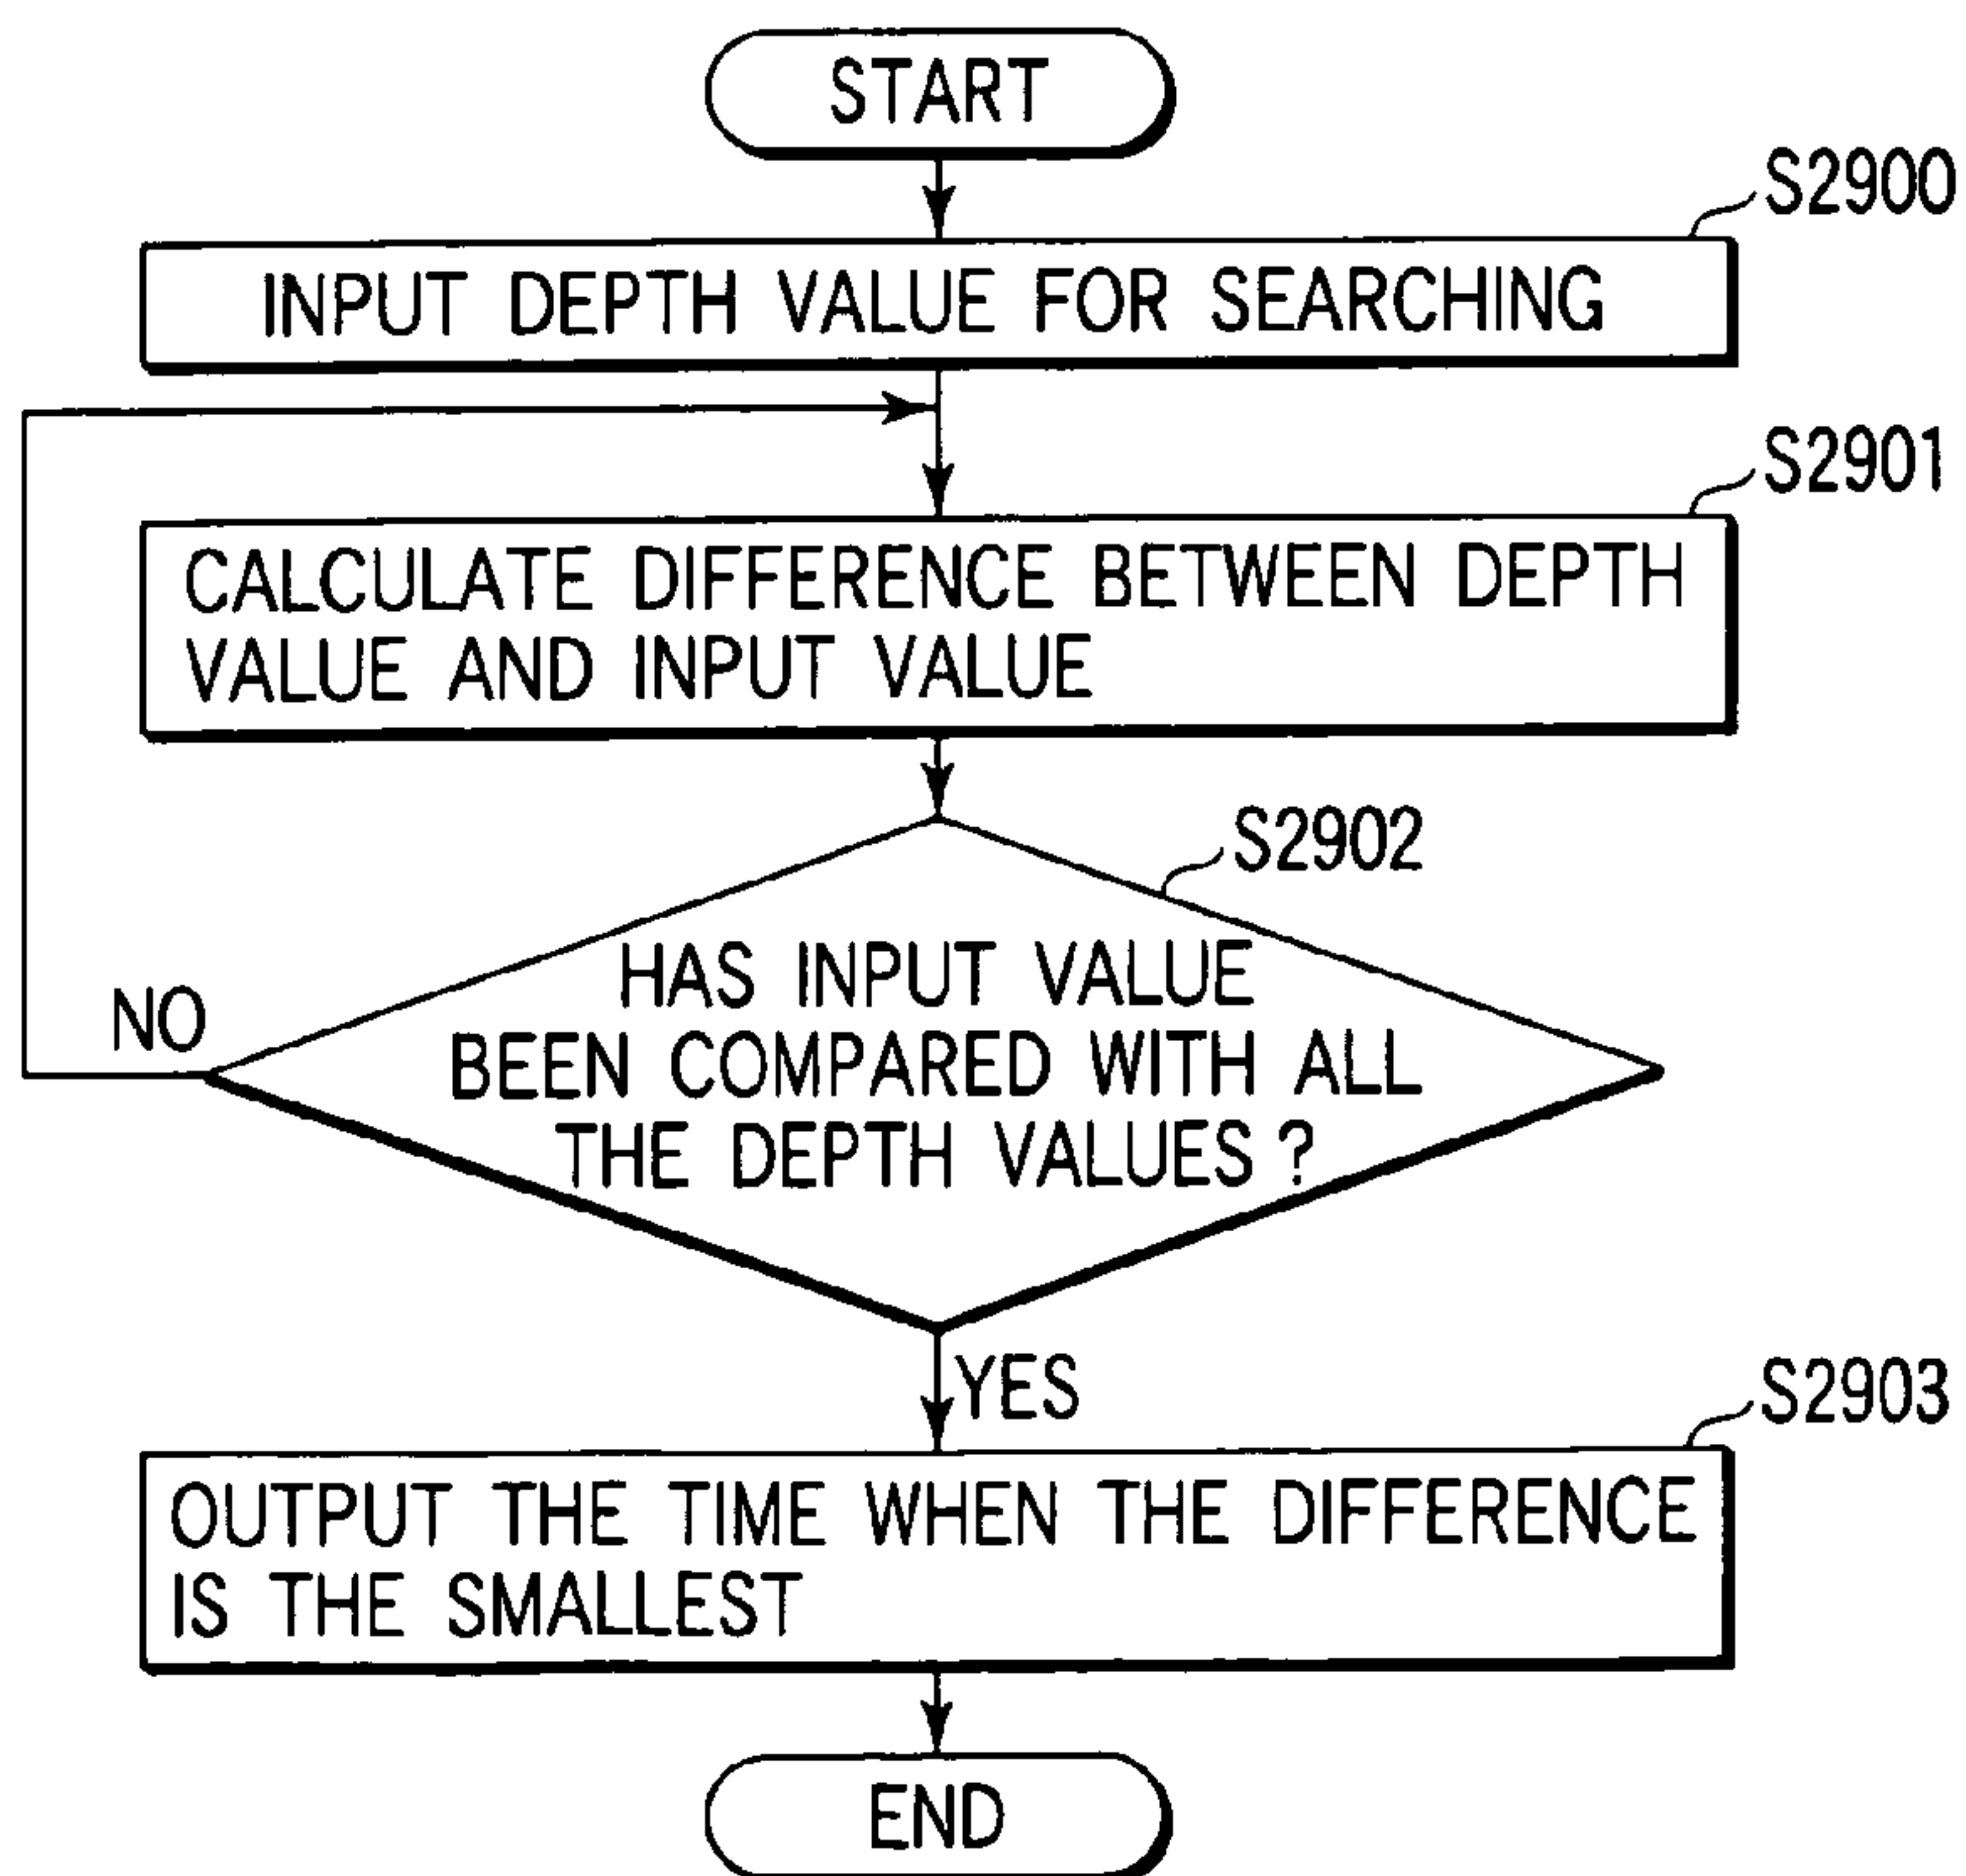 START
S2900
INPUT DEPTH VALUE FOR SEARCHING
S2901
CALCULATE DIFFERENCE BETWEEN DEPTH
VALUE AND INPUT VALUE
S2902
HAS INPUT VALUE
BEEN COMPARED WITH ALL
THE DEPTH VALUES?
NO
YES
S2903
OUTPUT THE TIME WHEN THE DIFFERENCE
IS THE SMALLEST
END